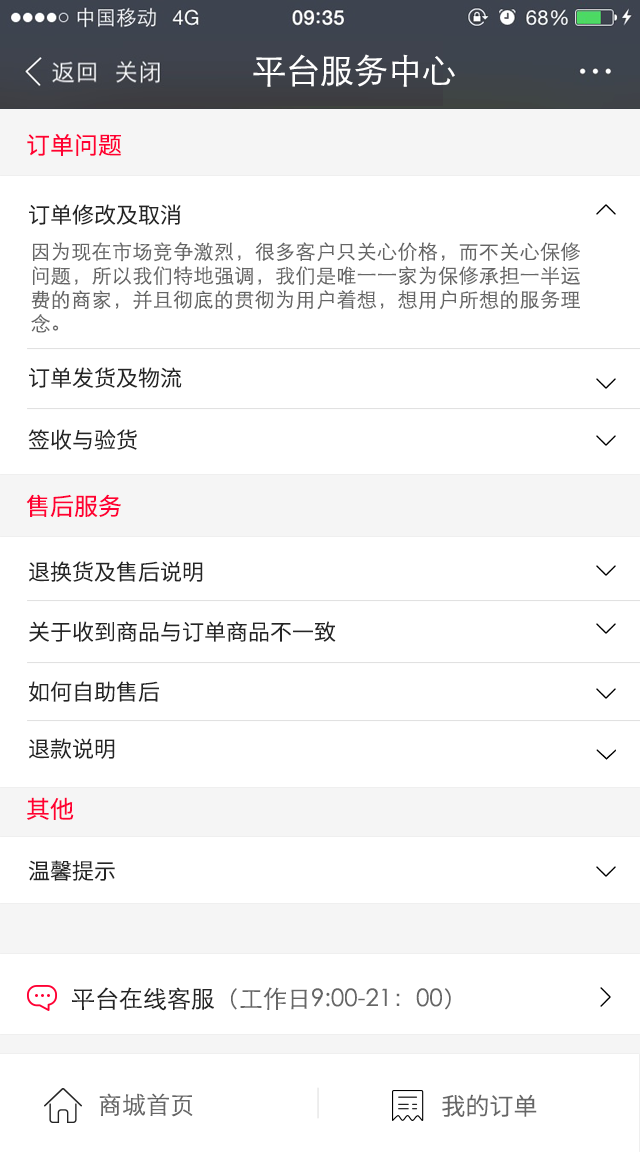 中国移动 4G 09:35 68%
返回 关闭 平台服务中心
订单问题
订单修改及取消
因为现在市场竞争激烈，很多客户只关心价格，而不关心保修
问题，所以我们特地强调，我们是唯一一家为保修承担一半运
费的商家，并且彻底的贯彻为用户着想，想用户所想的服务理
念。
订单发货及物流
签收与验货
售后服务
退换货及售后说明
关于收到商品与订单商品不一致
如何自助售后
退款说明
其他
温馨提示
平台在线客服（工作日9:00-21：00）
商城首页 我的订单